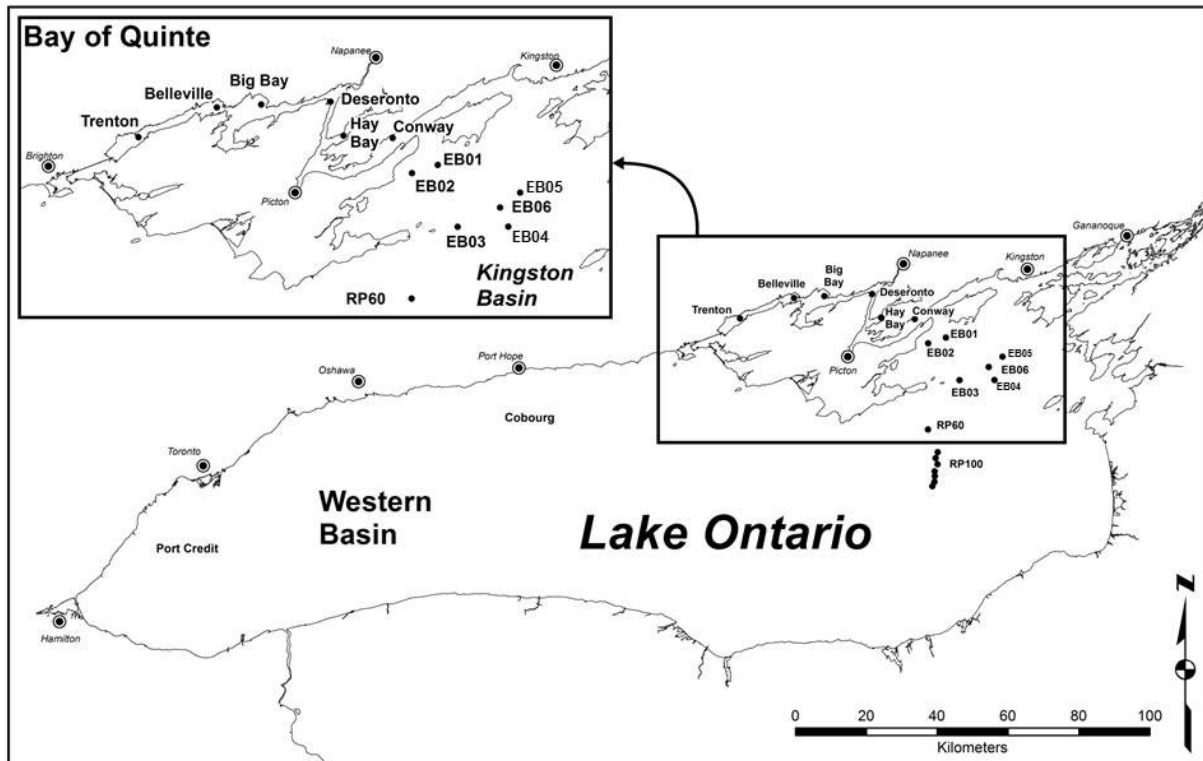 Bay of Quinte
Napanee
Kingston
Big Bay
Belleville
Deseronto
Trenton
Hay
Bay
Conway
Brighton
EB01
EB02
EB05
Picton
EB06
EB03
EB04
Kingston
Basin
RP60
Gananoque
Napanee
Kingston
Big
Bay
Belleville
Deseronto
Trenton
Hay
Bay
Conway
EB01
EB02
EB05
Picton
EB06
EB03
EB04
RP60
RP100
Port Hope
Oshawa
Cobourg
Toronto
Western
Basin
Lake Ontario
Port Credit
Hamilton
N
0 20 40 60 80 100
Kilometers